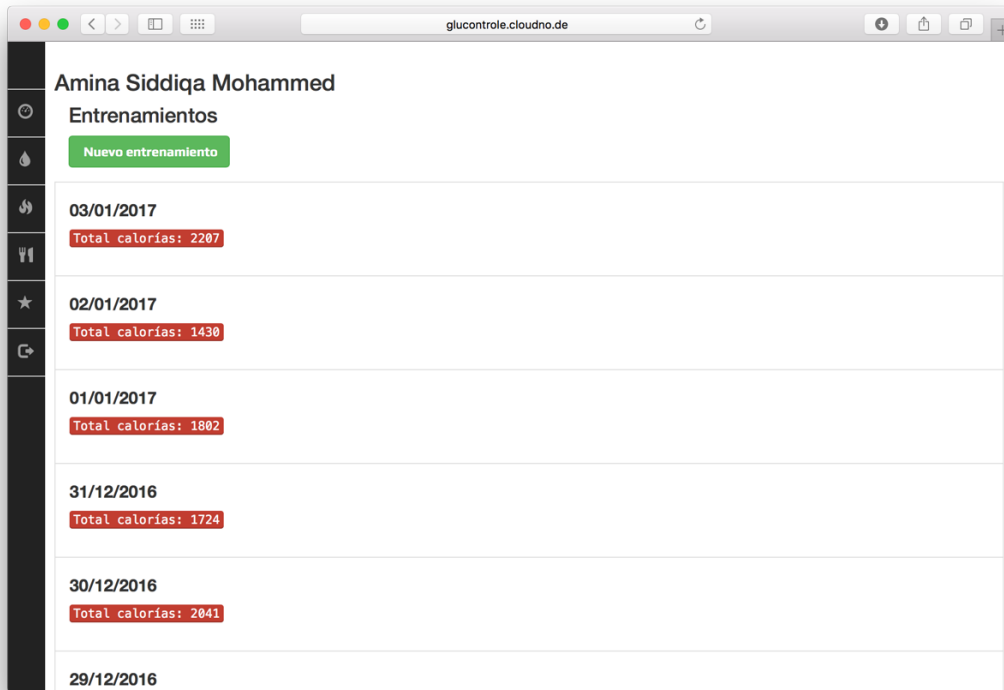 glucontrole.cloudno.de
Amina Siddiqa Mohammed
Entrenamientos
Nuevo entrenamiento
03/01/2017
Total calorías: 2207
02/01/2017
Total calorías: 1430
01/01/2017
Total calorías: 1802
31/12/2016
Total calorías: 1724
30/12/2016
Total calorías: 2041
29/12/2016